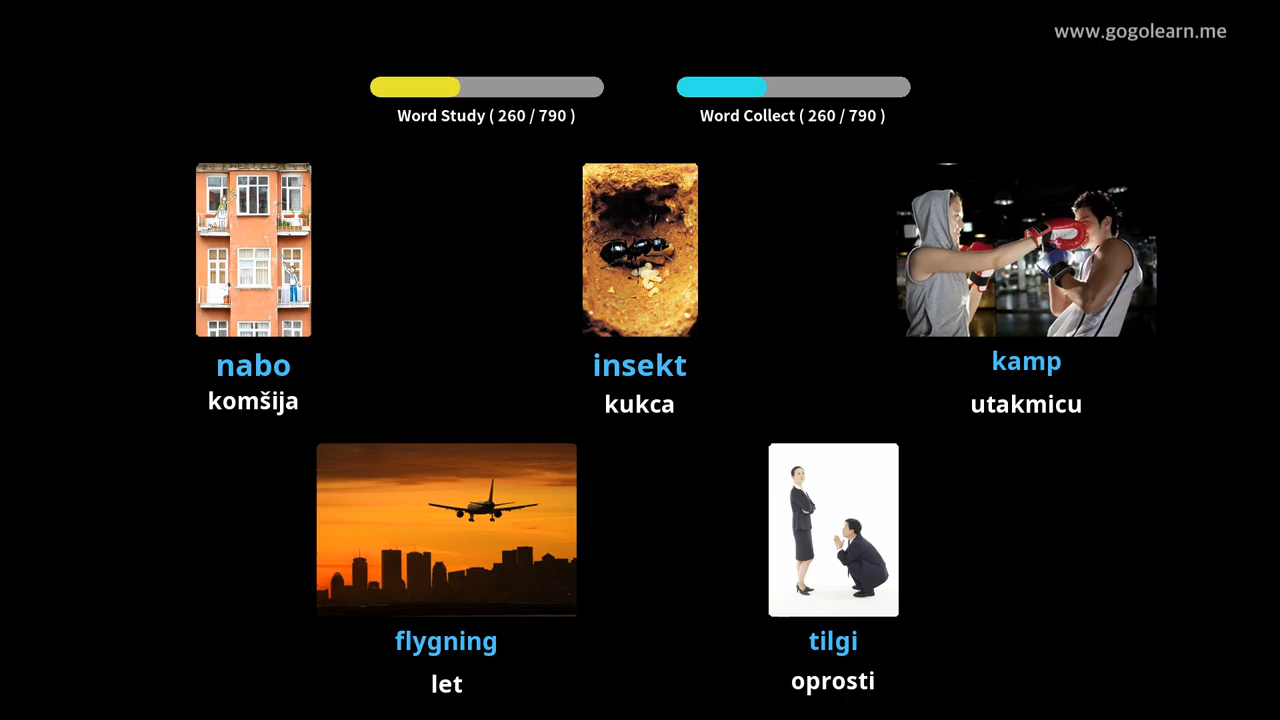 www.gogolearn.me
Word Study ( 260 / 790 )
Word Collect ( 260 / 790 )
nabo
komšija
insekt
kukca
kamp
utakmicu
flygning
let
tilgi
oprosti